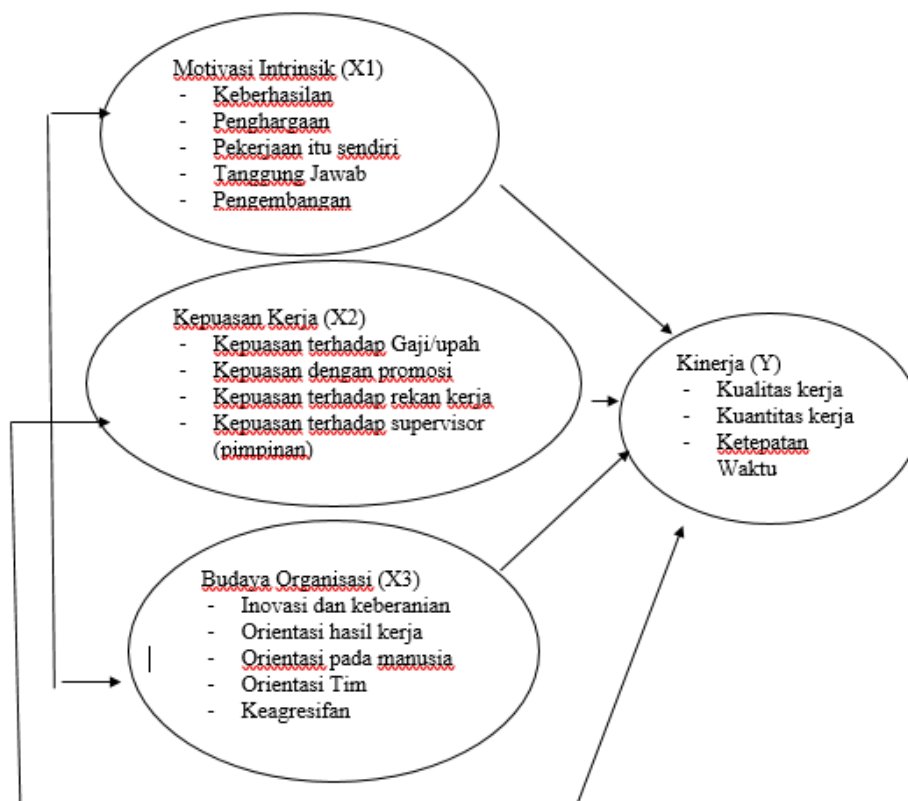 Motivasi Intrinsik (X1)
- Keberhasilan
- Penghargaan
- Pekerjaan itu sendiri
- Tanggung Jawab
- Pengembangan
Kepuasan Kerja (X2)
- Kepuasan terhadap Gaji/upah
- Kepuasan dengan promosi
- Kepuasan terhadap rekan kerja
- Kepuasan terhadap supervisor
(pimpinan)
Budaya Organisasi (X3)
- Inovasi dan keberanian
- Orientasi hasil kerja
- Orientasi pada manusia
- Orientasi Tim
- Keagresifan
Kinerja (Y)
- Kualitas kerja
- Kuantitas kerja
- Ketepatan
Waktu